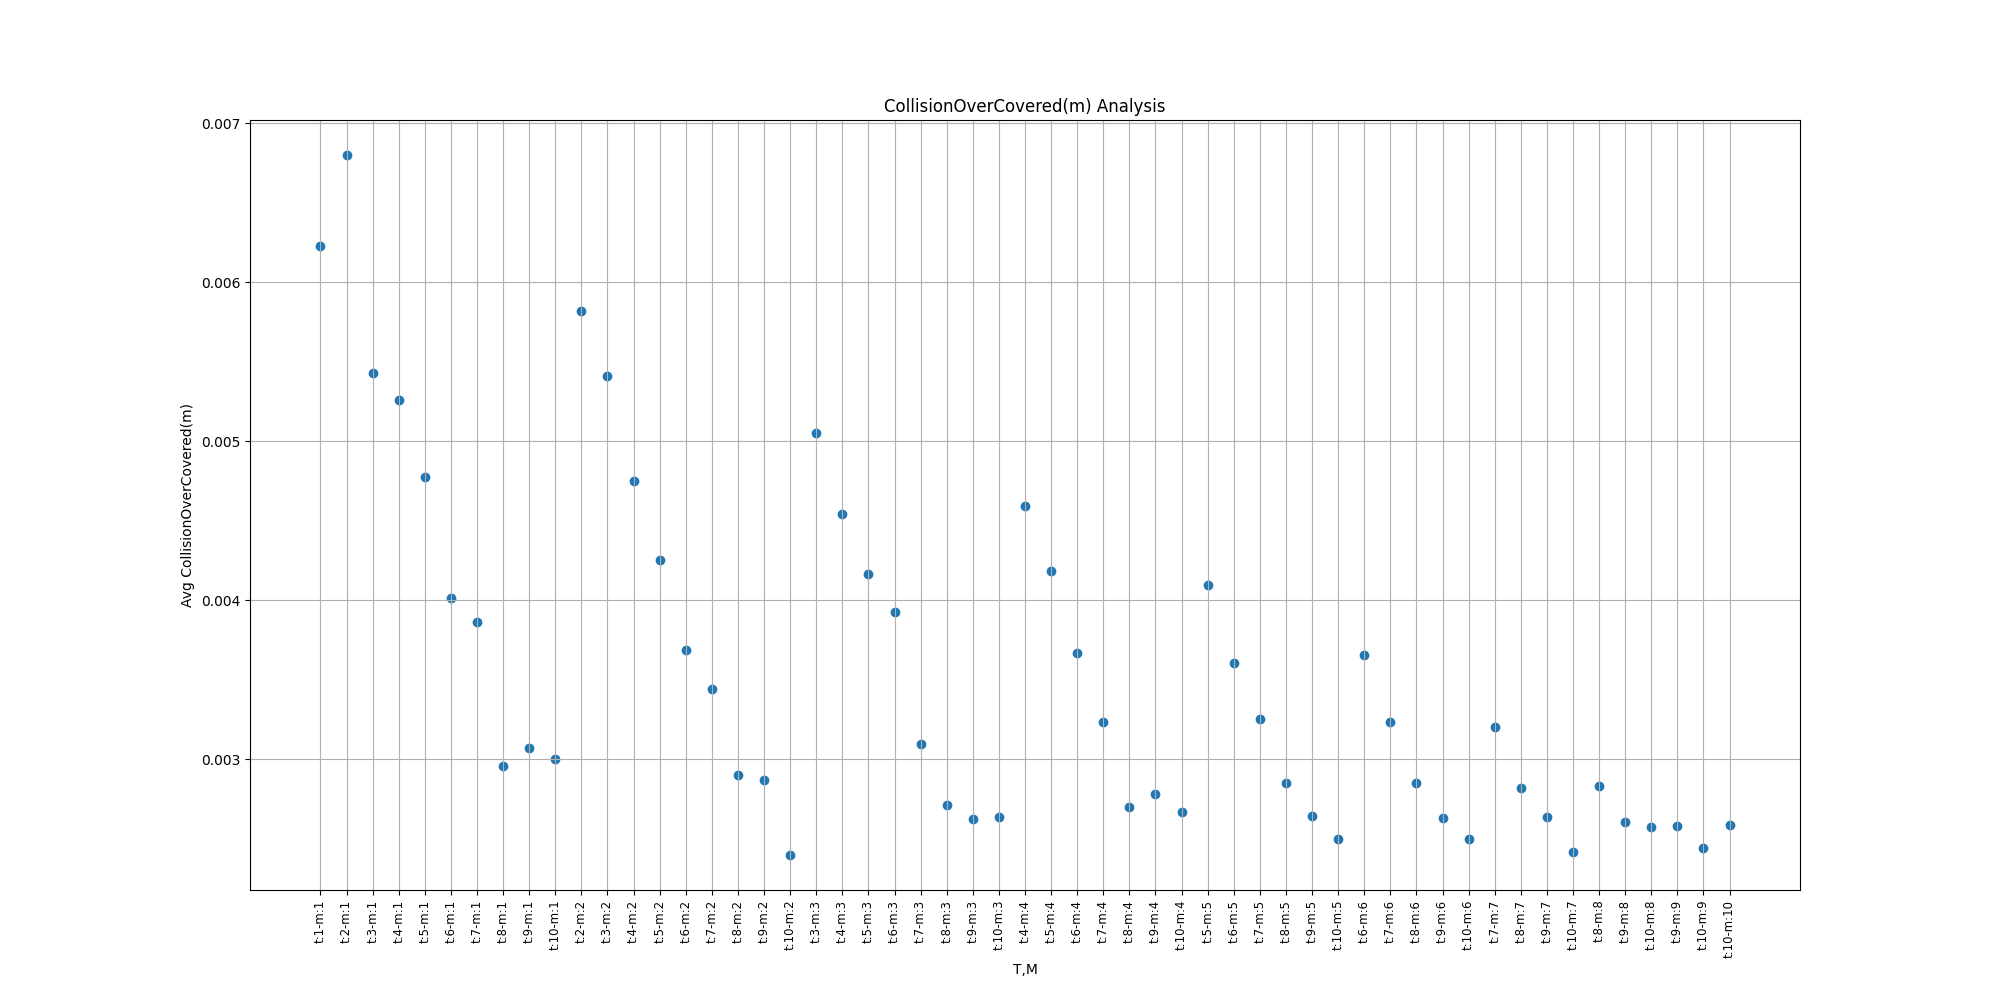 CollisionOverCovered(m) Analysis
0.007
0.006
0.005
0.004
0.003
Avg CollisionOverCovered(m)
t:1-m:1
t:2-m:1
t:3-m:1
t:4-m:1
t:5-m:1
t:6-m:1
t:7-m:1
t:8-m:1
t:9-m:1
t:10-m:1
t:2-m:2
t:3-m:2
t:4-m:2
t:5-m:2
t:6-m:2
t:7-m:2
t:8-m:2
t:9-m:2
t:10-m:2
t:3-m:3
t:4-m:3
t:5-m:3
t:6-m:3
t:7-m:3
t:8-m:3
t:9-m:3
t:10-m:3
t:4-m:4
t:5-m:4
t:6-m:4
t:7-m:4
t:8-m:4
t:9-m:4
t:10-m:4
t:5-m:5
t:6-m:5
t:7-m:5
t:8-m:5
t:9-m:5
t:10-m:5
t:6-m:6
t:7-m:6
t:8-m:6
t:9-m:6
t:10-m:6
t:7-m:7
t:8-m:7
t:9-m:7
t:10-m:7
t:8-m:8
t:9-m:8
t:10-m:8
t:9-m:9
t:10-m:9
t:10-m:10
T,M